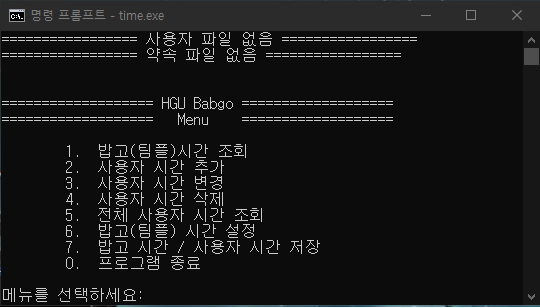 명령 프롬프트 - time.exe
=================== 사용자 파일 없음 =================
=================== 약속 파일 없음 =================
=================== HGU Babgo ===================
=================== Menu ===================
1. 밥고(팀플)시간 조회
2. 사용자 시간 추가
3. 사용자 시간 변경
4. 사용자 시간 삭제
5. 전체 사용자 시간 조회
6. 밥고(팀플) 시간 설정
7. 밥고 시간 / 사용자 시간 저장
0. 프로그램 종료
메뉴를 선택하세요: